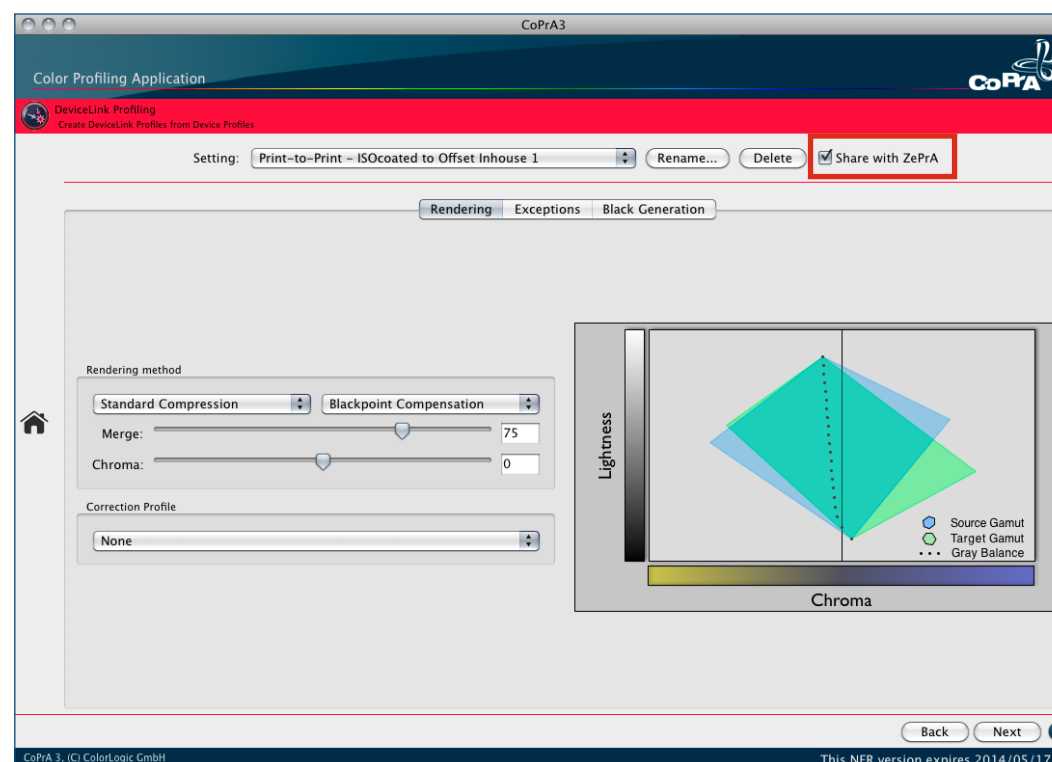 CoPrA3
Color Profiling Application
CoPrA
DeviceLink Profiling
Create DeviceLink Profiles from Device Profiles
Setting: Print-to-Print - ISOcoated to Offset Inhouse 1 Rename... Delete Share with ZePrA
Rendering Exceptions Black Generation
Rendering method
Standard Compression Blackpoint Compensation
Merge: 75
Chroma: 0
Correction Profile
None
Lightness
Source Gamut
Target Gamut
Gray Balance
Chroma
Back Next
CoPrA 3, (C) ColorLogic GmbH This NFR version expires 2014/05/17